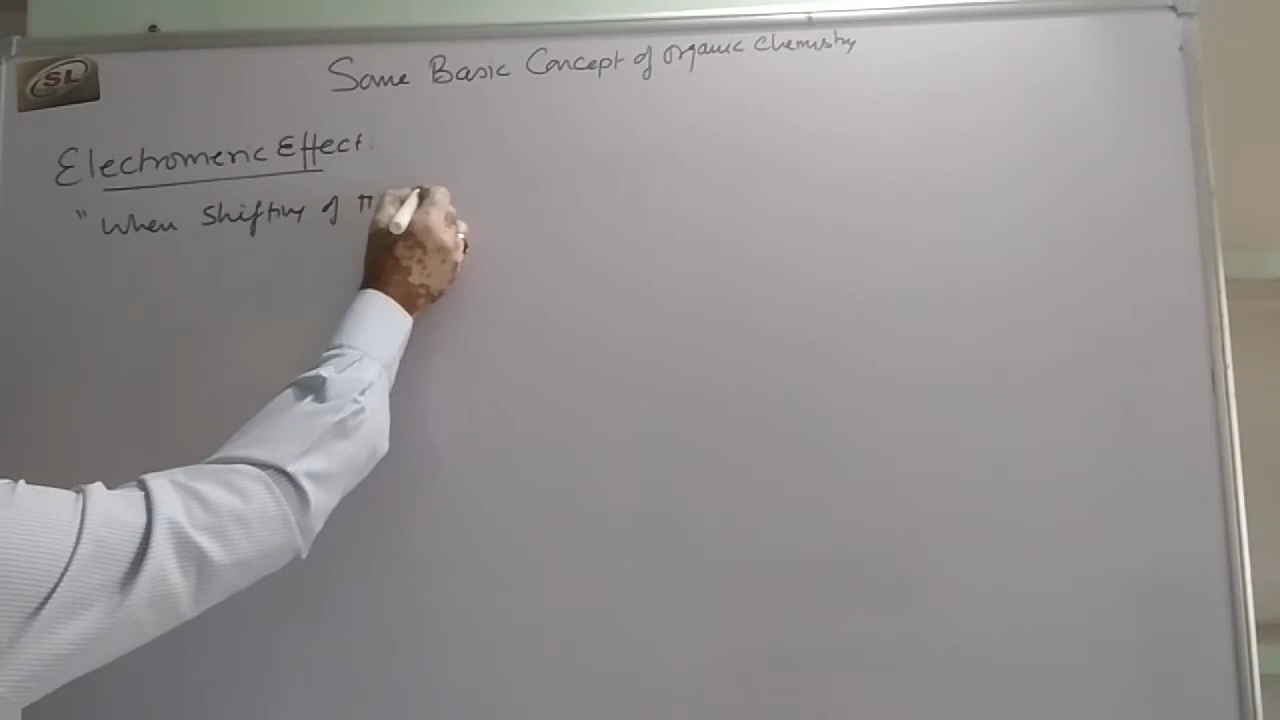 SL
Some Basic Concept of Organic Chemistry
Electromeric Effect:
" When Shifting of π